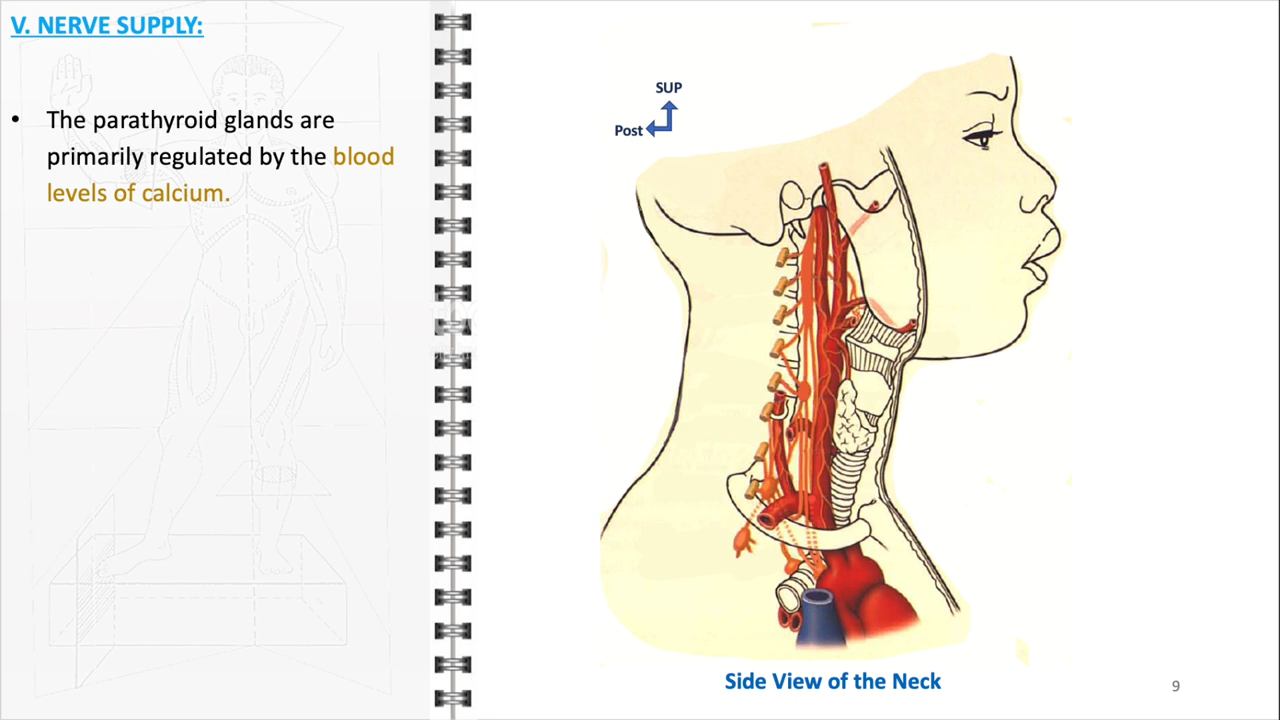 V. NERVE SUPPLY:
• The parathyroid glands are
primarily regulated by the blood
levels of calcium.
SUP
Post
Side View of the Neck
9